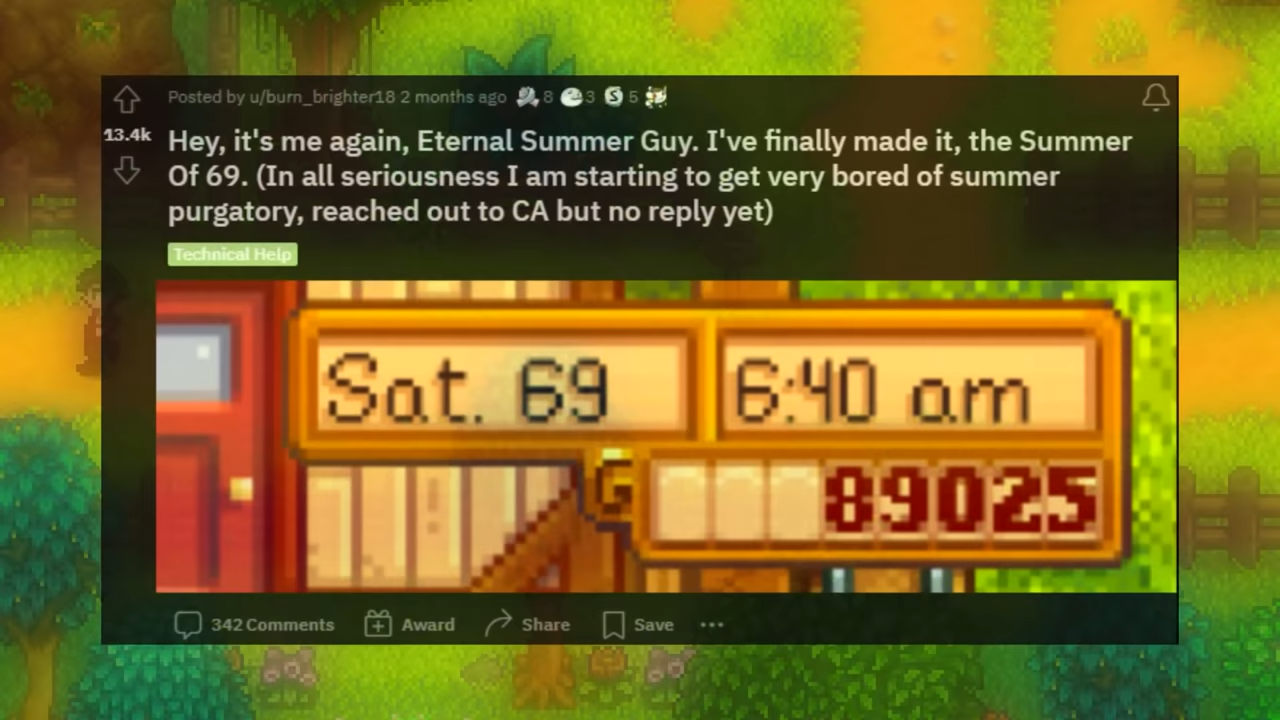 Posted by u/burn_brighter18 2 months ago 8 3 5
13.4k
Hey, it's me again, Eternal Summer Guy. I've finally made it, the Summer
Of 69. (In all seriousness I am starting to get very bored of summer
purgatory, reached out to CA but no reply yet)
Technical Help
Sat. 69 6:40 am
G 89025
342 Comments Award Share Save